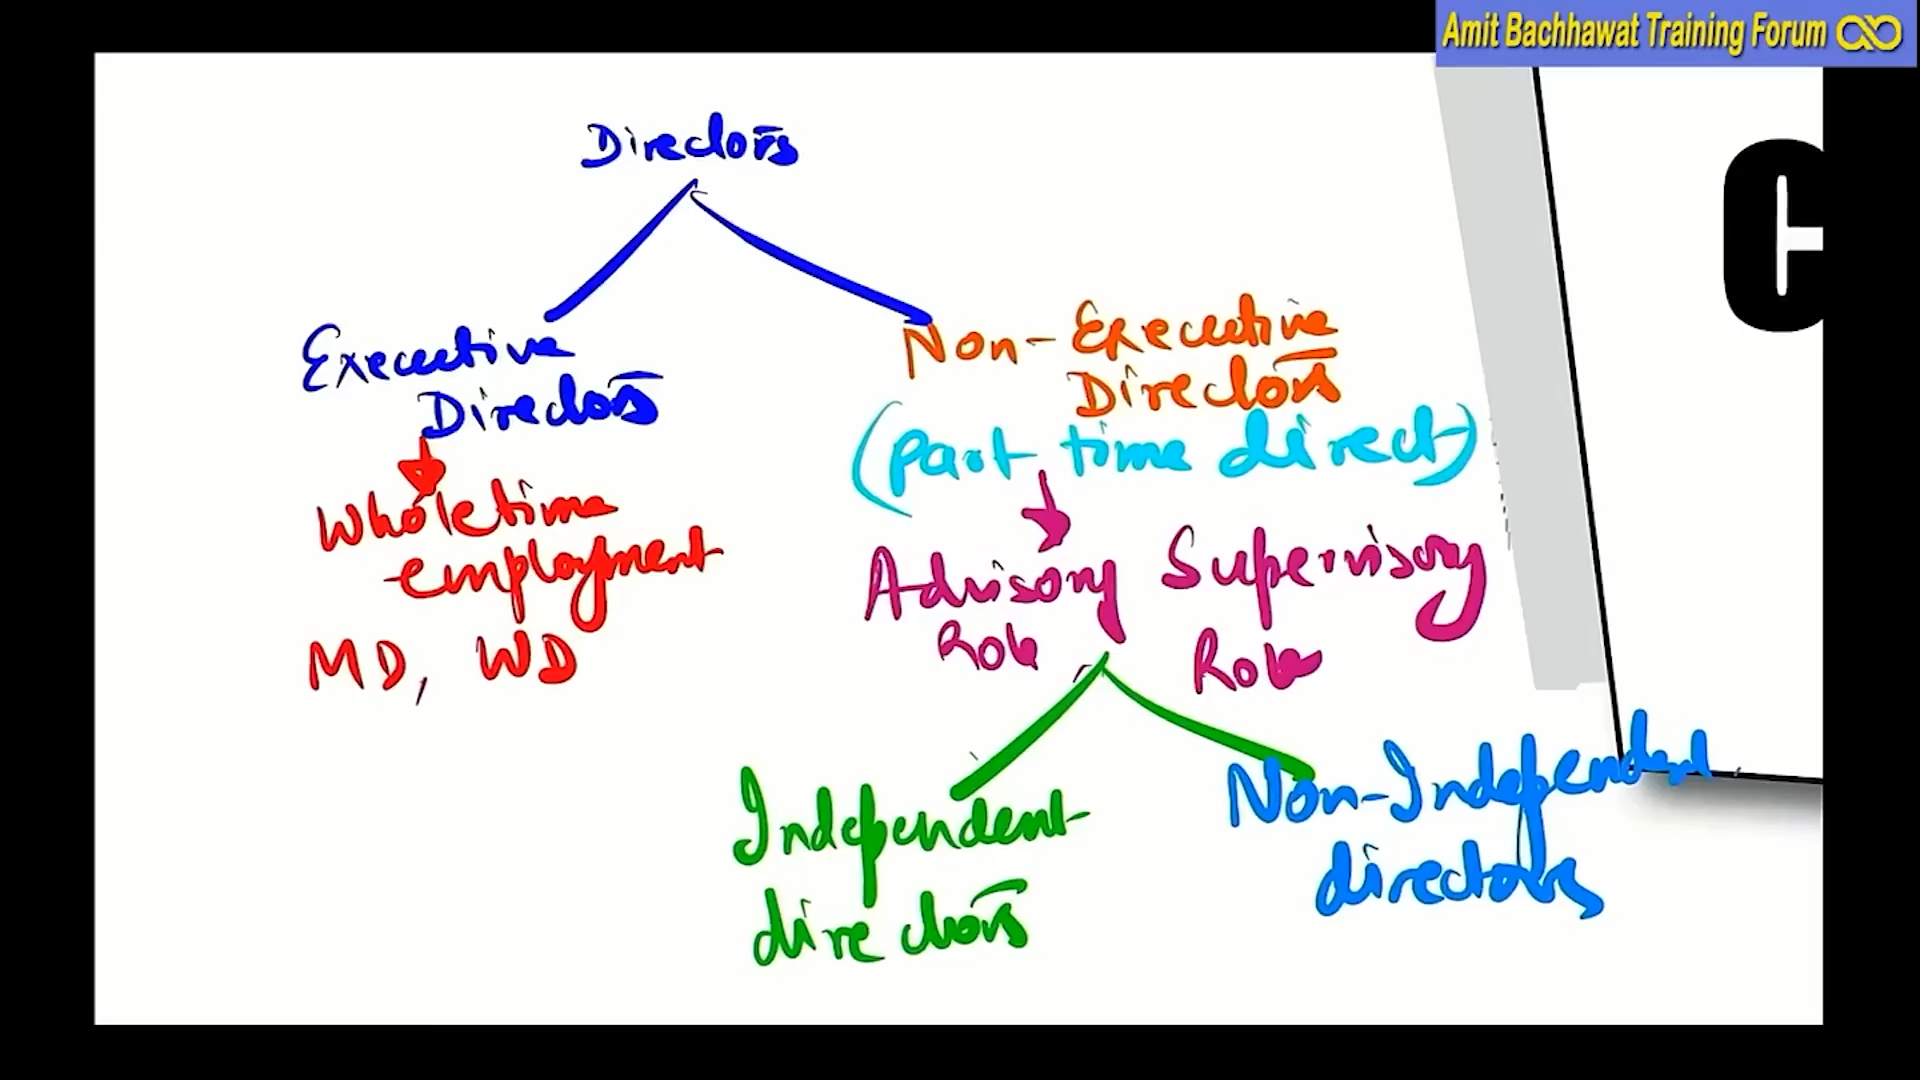 Amit Bachhawat Training Forum
Directors
Executive
Directors
Non-Executive
Directors
(Part time direct)
Wholetime
employment
MD, WD
Advisory Supervisory
Role Role
Independent
directors
Non-Independent
directors